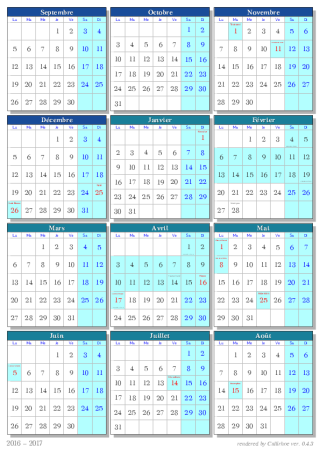 Septembre
Lu Ma Me Je Ve Sa Di
1 2 3 4
5 6 7 8 9 10 11
12 13 14 15 16 17 18
19 20 21 22 23 24 25
26 27 28 29 30
Octobre
Lu Ma Me Je Ve Sa Di
1 2
3 4 5 6 7 8 9
10 11 12 13 14 15 16
17 18 19 20 21 22 23
24 25 26 27 28 29 30
31
Novembre
Lu Ma Me Je Ve Sa Di
1 2 3 4 5 6
7 8 9 10 11 12 13
14 15 16 17 18 19 20
21 22 23 24 25 26 27
28 29 30
Décembre
Lu Ma Me Je Ve Sa Di
1 2 3 4
5 6 7 8 9 10 11
12 13 14 15 16 17 18
19 20 21 22 23 24 25
26 27 28 29 30 31
Janvier
Lu Ma Me Je Ve Sa Di
1
2 3 4 5 6 7 8
9 10 11 12 13 14 15
16 17 18 19 20 21 22
23 24 25 26 27 28 29
30 31
Février
Lu Ma Me Je Ve Sa Di
1 2 3 4 5
6 7 8 9 10 11 12
13 14 15 16 17 18 19
20 21 22 23 24 25 26
27 28
Mars
Lu Ma Me Je Ve Sa Di
1 2 3 4 5
6 7 8 9 10 11 12
13 14 15 16 17 18 19
20 21 22 23 24 25 26
27 28 29 30 31
Avril
Lu Ma Me Je Ve Sa Di
1 2
3 4 5 6 7 8 9
10 11 12 13 14 15 16
17 18 19 20 21 22 23
24 25 26 27 28 29 30
Mai
Lu Ma Me Je Ve Sa Di
1 2 3 4 5 6 7
8 9 10 11 12 13 14
15 16 17 18 19 20 21
22 23 24 25 26 27 28
29 30 31
Juin
Lu Ma Me Je Ve Sa Di
1 2 3 4
5 6 7 8 9 10 11
12 13 14 15 16 17 18
19 20 21 22 23 24 25
26 27 28 29 30
Juillet
Lu Ma Me Je Ve Sa Di
1 2
3 4 5 6 7 8 9
10 11 12 13 14 15 16
17 18 19 20 21 22 23
24 25 26 27 28 29 30
31
Août
Lu Ma Me Je Ve Sa Di
1 2 3 4 5 6
7 8 9 10 11 12 13
14 15 16 17 18 19 20
21 22 23 24 25 26 27
28 29 30 31
2016 – 2017
rendered by Calirbre ver. 0.4.3